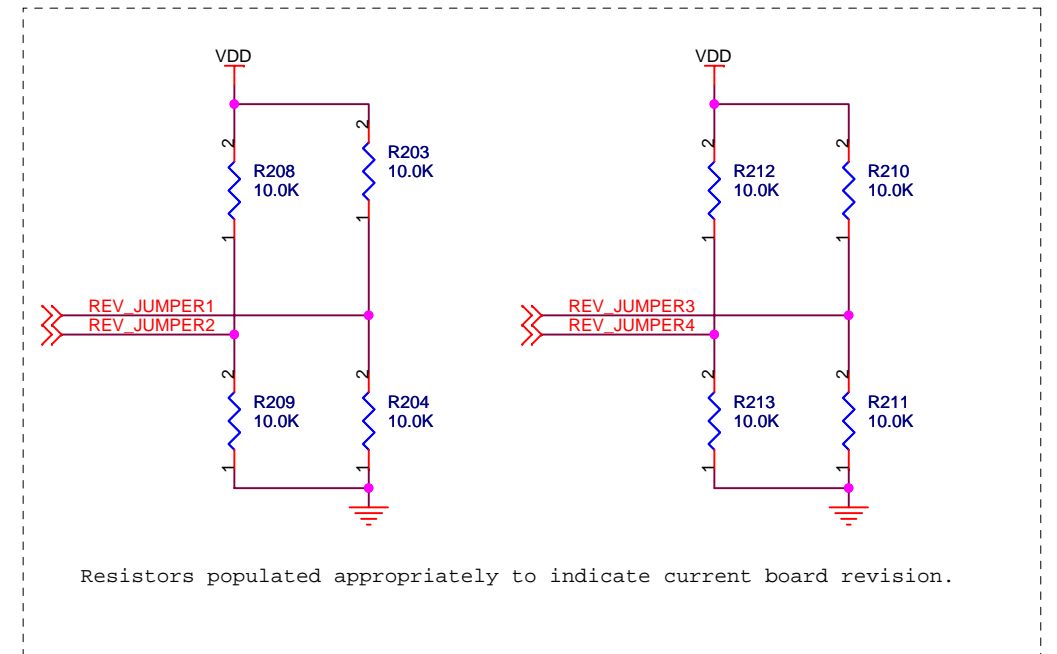 VDD
VDD
2
R203
10.0K
1
2
R208
10.0K
1
2
R212
10.0K
1
2
R210
10.0K
1
REV_JUMPER1
REV_JUMPER2
REV_JUMPER3
REV_JUMPER4
2
R209
10.0K
1
2
R204
10.0K
1
2
R213
10.0K
1
2
R211
10.0K
1
Resistors populated appropriately to indicate current board revision.